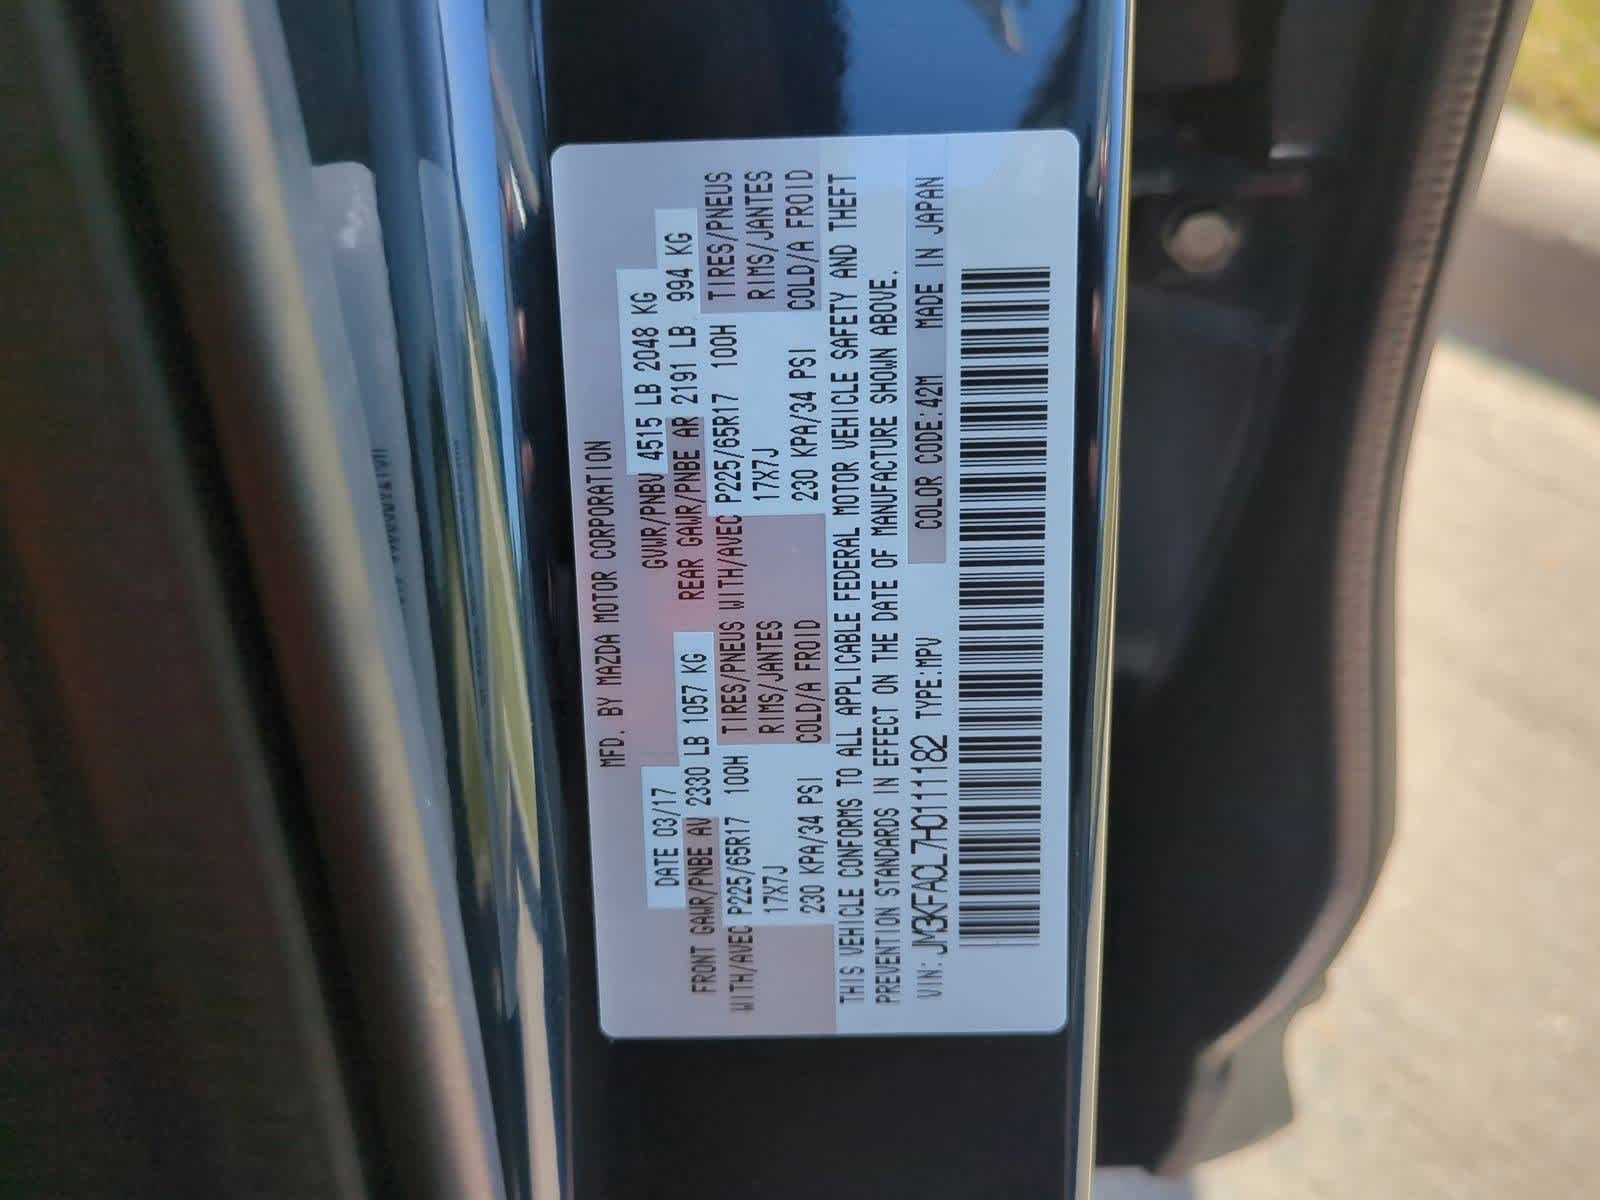 MFD. BY MAZDA MOTOR CORPORATION
DATE 03/17 GVWR/PNBV 4515 LB 2048 KG
FRONT GAWR/PNBE AV 2330 LB 1057 KG REAR GAWR/PNBE AR 2191 LB 994 KG
WITH/AVEC P225/65R17 100H TIRES/PNEUS WITH/AVEC P225/65R17 100H TIRES/PNEUS
17X7J RIMS/JANTES 17X7J RIMS/JANTES
230 KPA/34 PSI COLD/A FROID 230 KPA/34 PSI COLD/A FROID
THIS VEHICLE CONFORMS TO ALL APPLICABLE FEDERAL MOTOR VEHICLE SAFETY AND THEFT
PREVENTION STANDARDS IN EFFECT ON THE DATE OF MANUFACTURE SHOWN ABOVE.
VIN: JM3KFACL7H0111182 TYPE:MPV COLOR CODE:42M MADE IN JAPAN